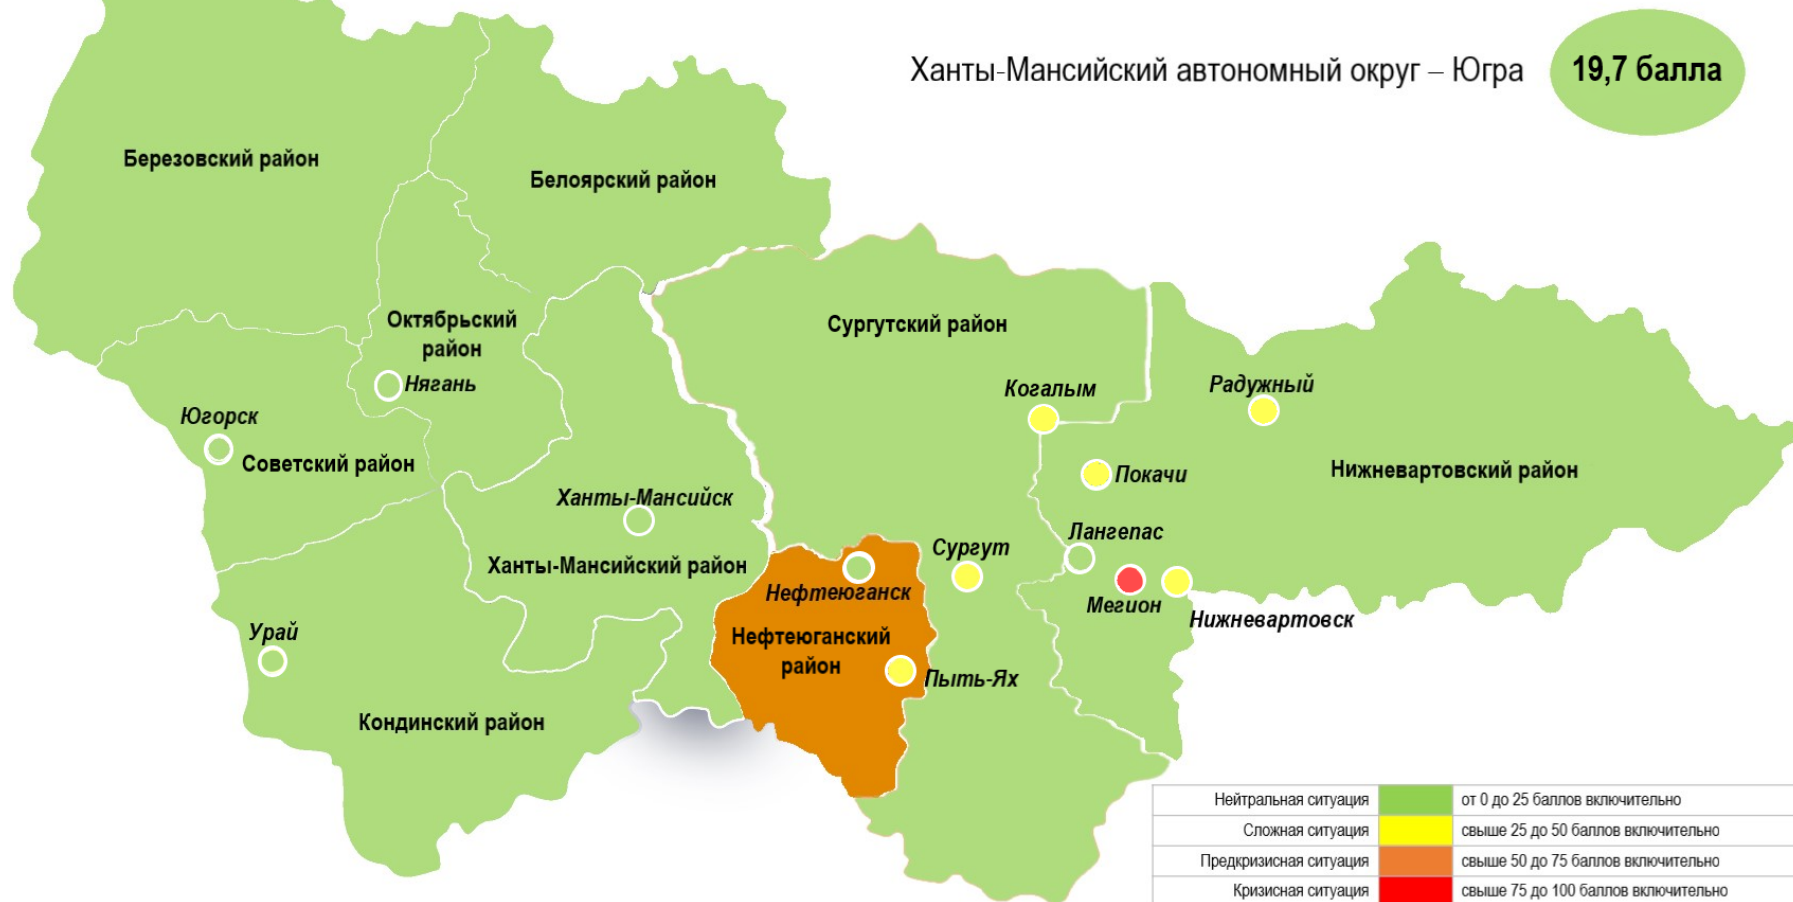 Ханты-Мансийский автономный округ – Югра
19,7 балла
Березовский район
Белоярский район
Октябрьский
район
Нягань
Сургутский район
Когалым
Радужный
Югорск
Советский район
Покачи
Нижневартовский район
Ханты-Мансийск
Ханты-Мансийский район
Лангепас
Сургут
Мегион
Нижневартовск
Нефтеюганск
Нефтеюганский
район
Пыть-Ях
Урай
Кондинский район
Нейтральная ситуация от 0 до 25 баллов включительно
Сложная ситуация свыше 25 до 50 баллов включительно
Предкризисная ситуация свыше 50 до 75 баллов включительно
Кризисная ситуация свыше 75 до 100 баллов включительно